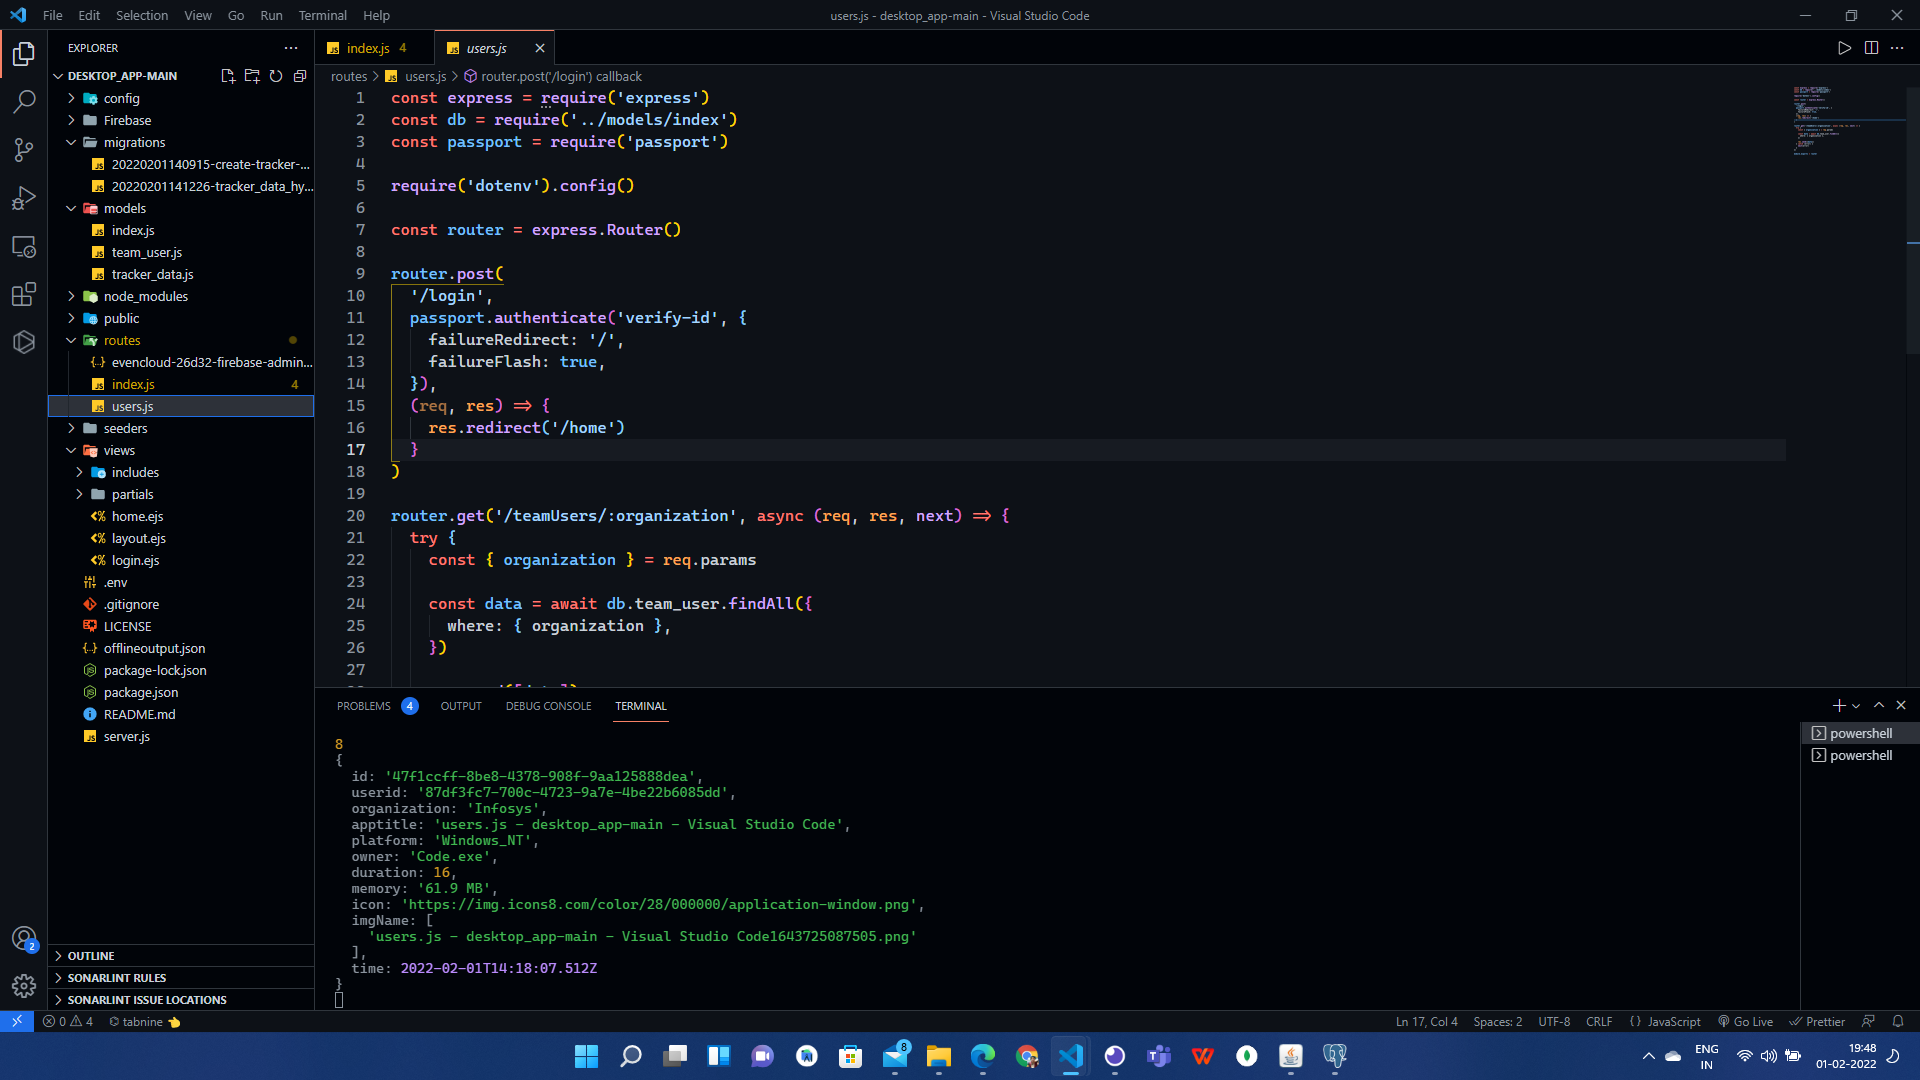 File Edit Selection View Go Run Terminal Help
users.js - desktop_app-main - Visual Studio Code
EXPLORER
DESKTOP_APP-MAIN
config
Firebase
migrations
20220201140915-create-tracker-...
20220201141226-tracker_data_hy...
models
index.js
team_user.js
tracker_data.js
node_modules
public
routes
evencloud-26d32-firebase-admin...
index.js 4
users.js
seeders
views
includes
partials
home.ejs
layout.ejs
login.ejs
.env
.gitignore
LICENSE
offlineoutput.json
package-lock.json
package.json
README.md
server.js
OUTLINE
SONARLINT RULES
SONARLINT ISSUE LOCATIONS
index.js 4
users.js
routes > users.js > router.post('/login') callback
1 const express = require('express')
2 const db = require('../models/index')
3 const passport = require('passport')
4
5 require('dotenv').config()
6
7 const router = express.Router()
8
9 router.post(
10 '/login',
11 passport.authenticate('verify-id', {
12 failureRedirect: '/',
13 failureFlash: true,
14 }),
15 (req, res) => {
16 res.redirect('/home')
17 }
18 )
19
20 router.get('/teamUsers/:organization', async (req, res, next) => {
21 try {
22 const { organization } = req.params
23
24 const data = await db.team_user.findAll({
25 where: { organization },
26 })
27
PROBLEMS 4 OUTPUT DEBUG CONSOLE TERMINAL
powershell
powershell
8
{
id: '47f1ccff-8be8-4378-908f-9aa125888dea',
userid: '87df3fc7-700c-4723-9a7e-4be22b6085dd',
organization: 'Infosys',
apptitle: 'users.js - desktop_app-main - Visual Studio Code',
platform: 'Windows_NT',
owner: 'Code.exe',
duration: 16,
memory: '61.9 MB',
icon: 'https://img.icons8.com/color/28/000000/application-window.png',
imgName: [
'users.js - desktop_app-main - Visual Studio Code1643725087505.png'
],
time: 2022-02-01T14:18:07.512Z
}
2
0 4 tabnine
Ln 17, Col 4 Spaces: 2 UTF-8 CRLF JavaScript Go Live Prettier
8
ENG
IN
19:48
01-02-2022